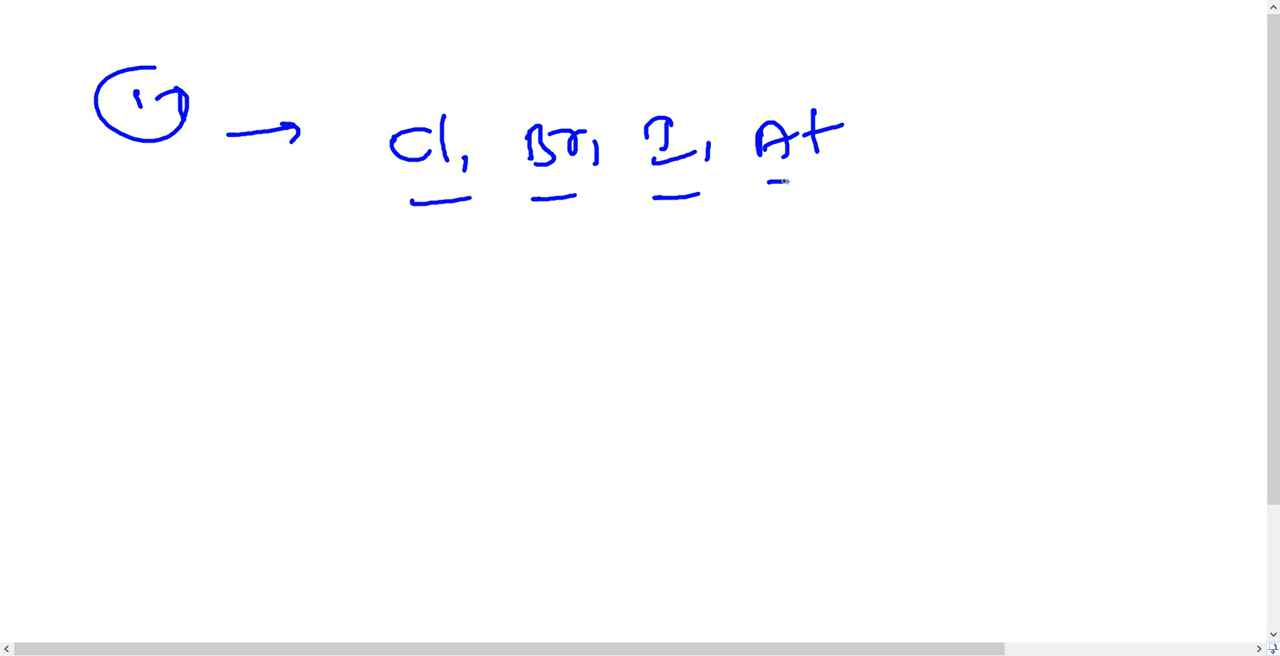 17 → Cl, Br, I, At